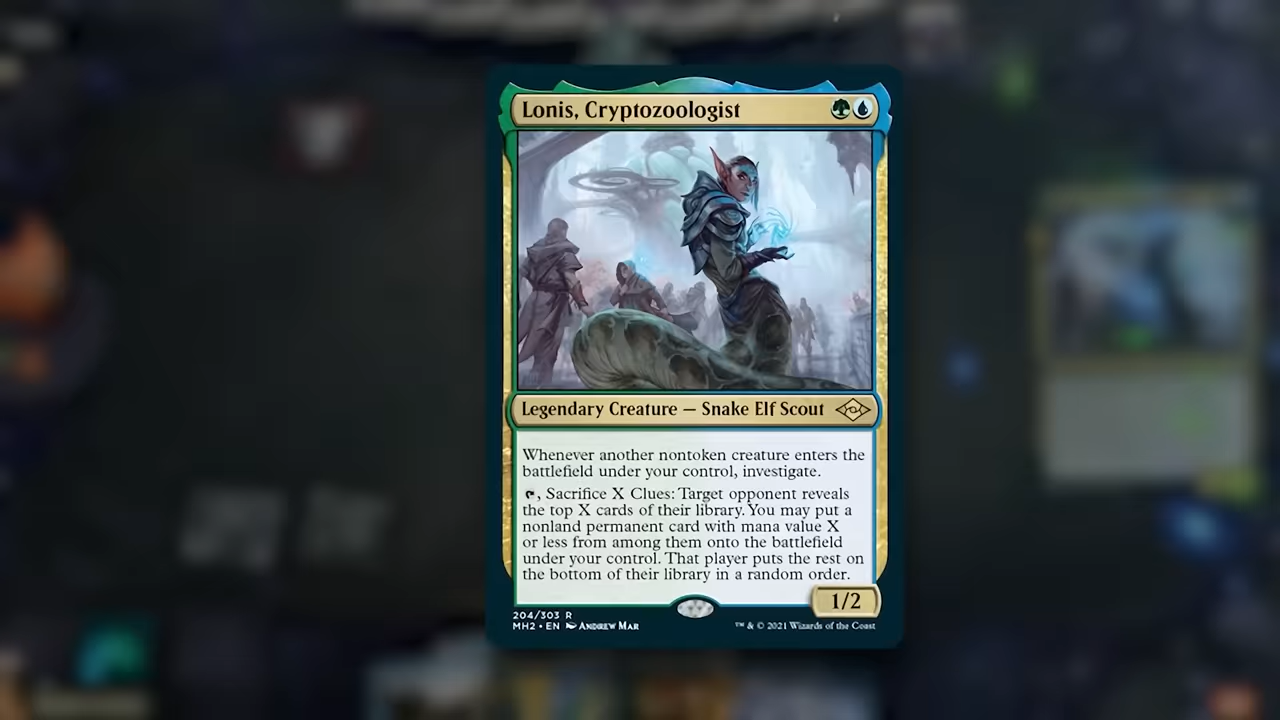 Lonis, Cryptozoologist
Legendary Creature — Snake Elf Scout
Whenever another nontoken creature enters the
battlefield under your control, investigate.
, Sacrifice X Clues: Target opponent reveals
the top X cards of their library. You may put a
nonland permanent card with mana value X
or less from among them onto the battlefield
under your control. That player puts the rest on
the bottom of their library in a random order.
1/2
204/303 R
MH2 • EN Andrew Mar
™ & © 2021 Wizards of the Coast